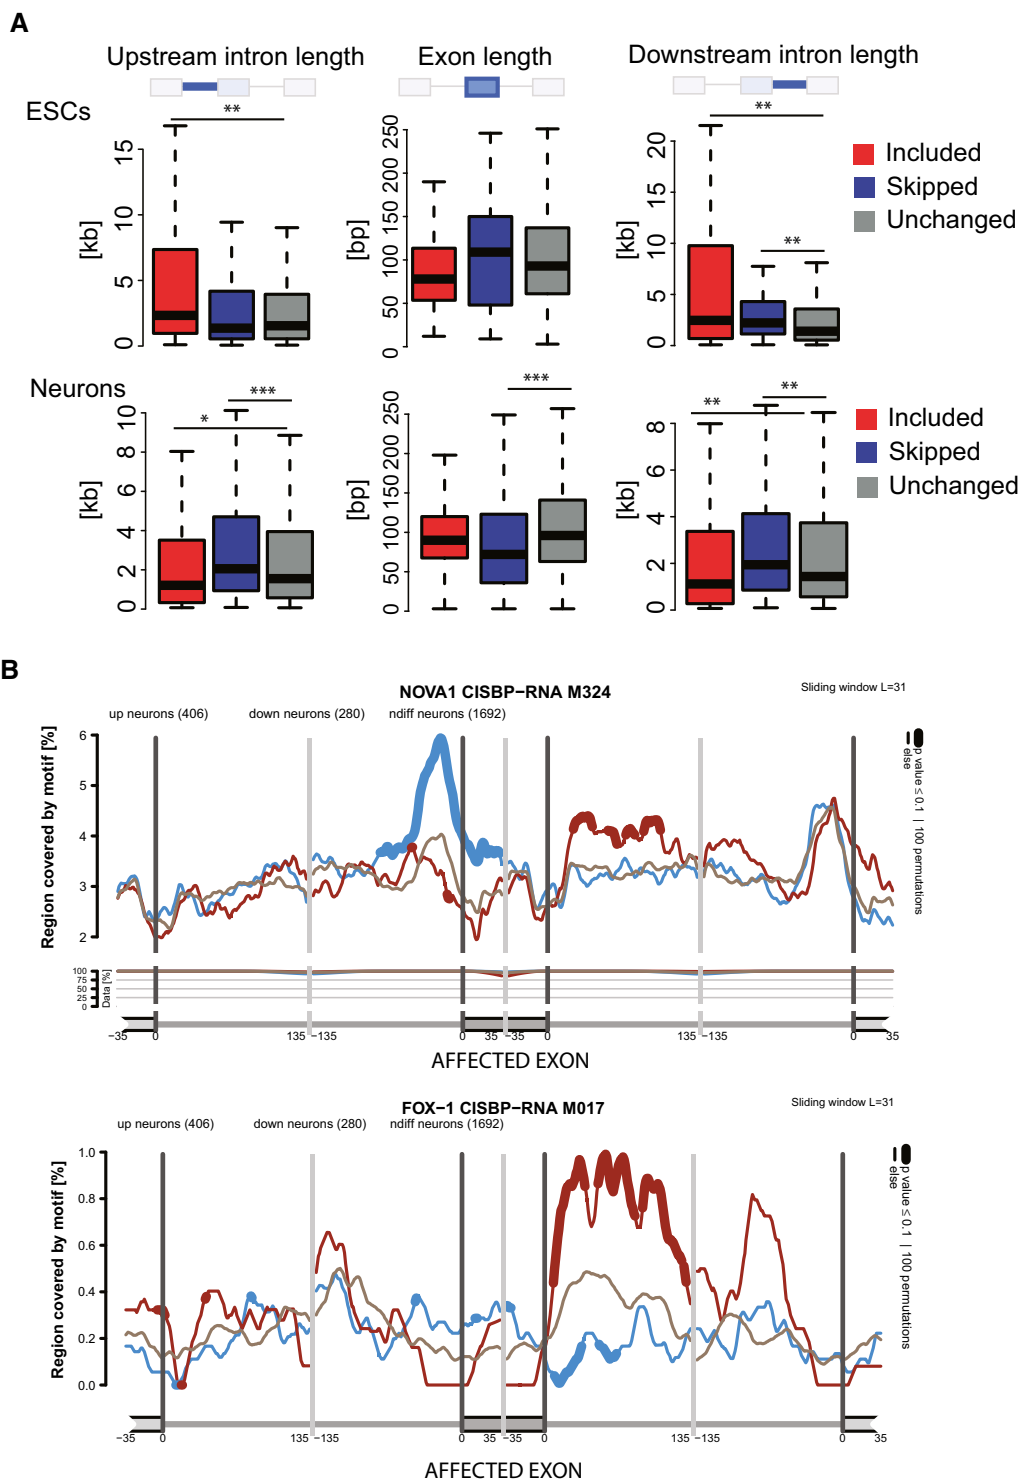 A
Upstream intron length
Exon length
Downstream intron length
ESCs
**
**
**
[kb]
0
5
10
15
[bp]
0
50
100
150
200
250
[kb]
0
5
10
15
20
Included
Skipped
Unchanged
Neurons
*
***
***
**
**
[kb]
0
2
4
6
8
10
[bp]
0
50
100
150
200
250
[kb]
0
2
4
6
8
Included
Skipped
Unchanged
B
NOVA1 CISBP−RNA M324
Sliding window L=31
up neurons (406)
down neurons (280)
ndiff neurons (1692)
Region covered by motif [%]
6
5
4
3
2
p value ≤ 0.1 | 100 permutations
else
Data [%]
100
75
50
25
0
−35 0 135 −135 0 35 −35 0 135 −135 0 35
AFFECTED EXON
FOX−1 CISBP−RNA M017
Sliding window L=31
up neurons (406)
down neurons (280)
ndiff neurons (1692)
Region covered by motif [%]
1.0
0.8
0.6
0.4
0.2
0.0
p value ≤ 0.1 | 100 permutations
else
−35 0 135 −135 0 35 −35 0 135 −135 0 35
AFFECTED EXON